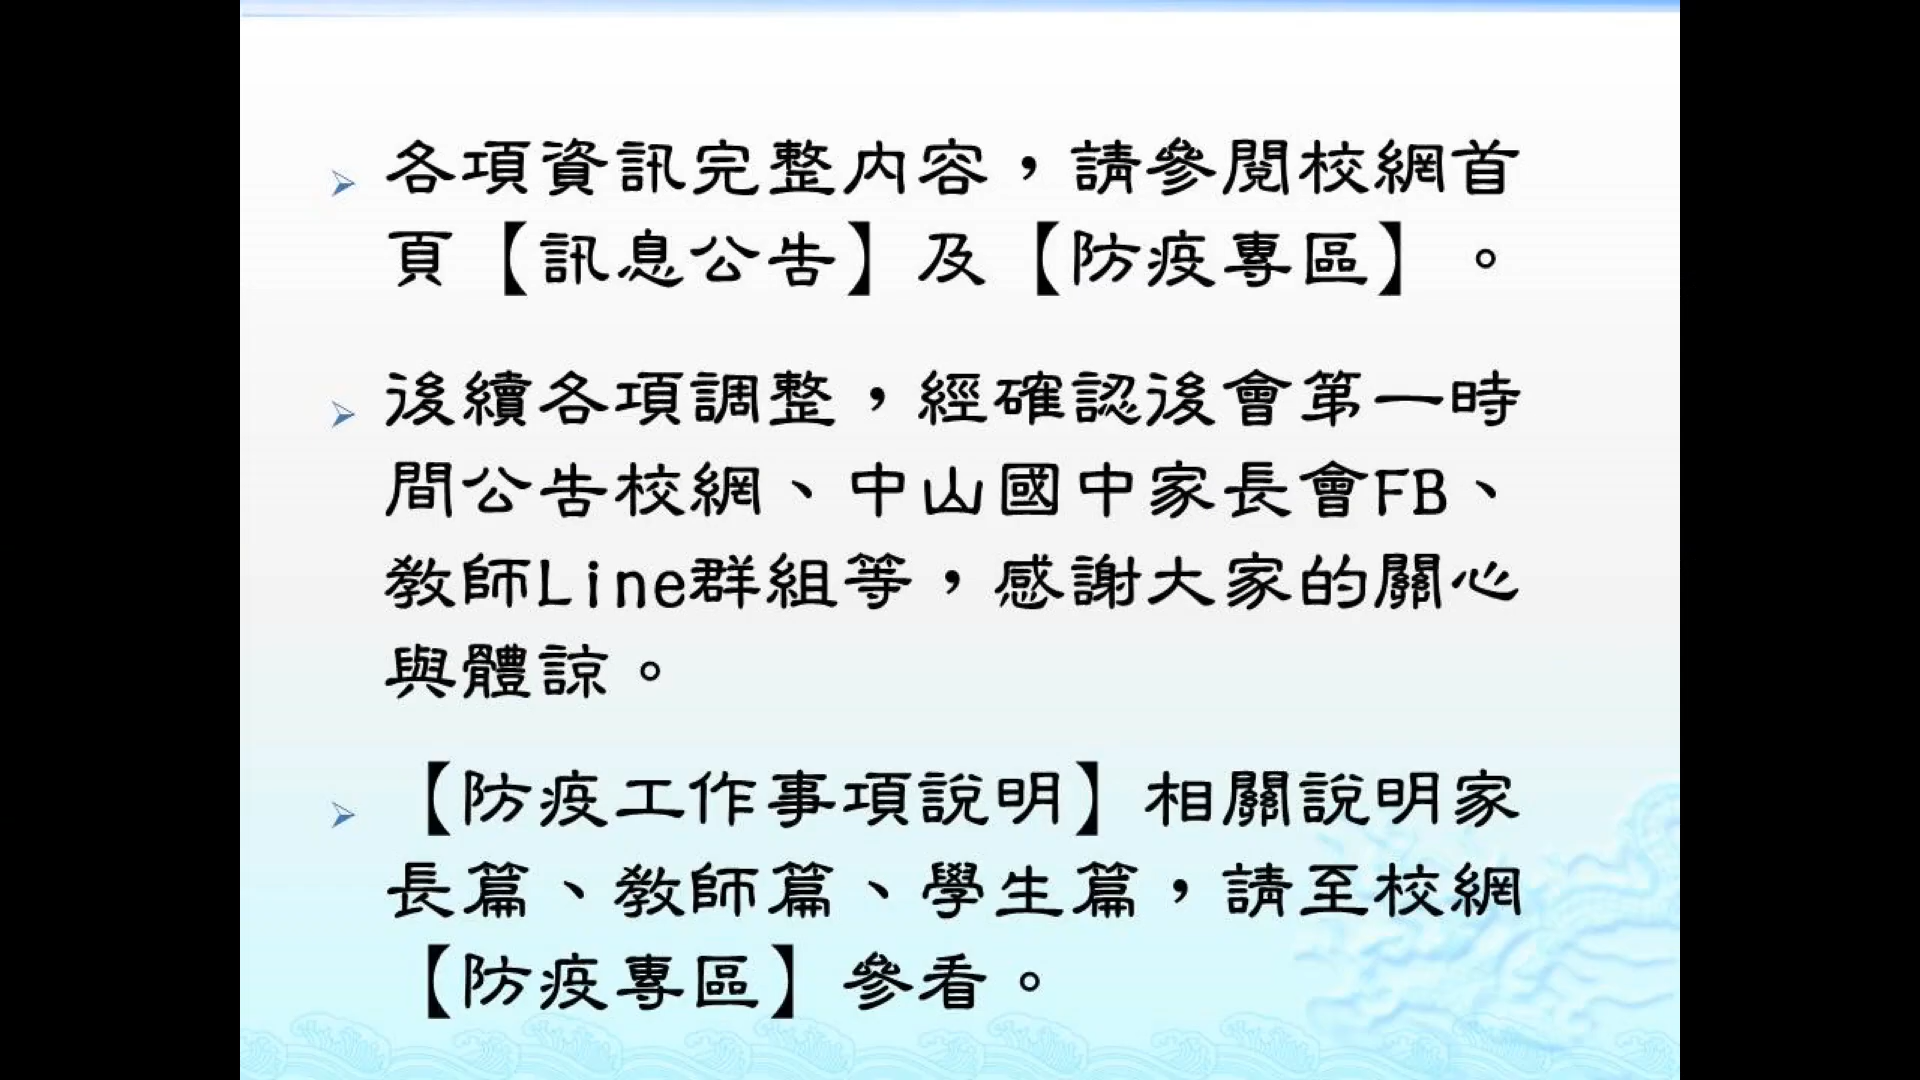 各項資訊完整內容，請參閱校網首
頁【訊息公告】及【防疫專區】。
後續各項調整，經確認後會第一時
間公告校網、中山國中家長會FB、
教師Line群組等，感謝大家的關心
與體諒。
【防疫工作事項說明】相關說明家
長篇、教師篇、學生篇，請至校網
【防疫專區】參看。